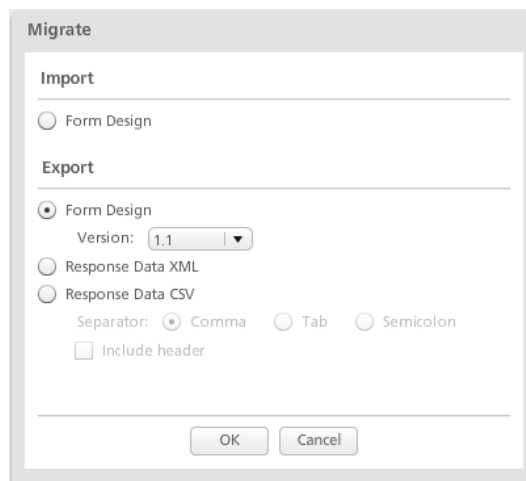 Migrate
Import
Form Design
Export
Form Design
Version: 1.1
Response Data XML
Response Data CSV
Separator: Comma Tab Semicolon
Include header
OK Cancel